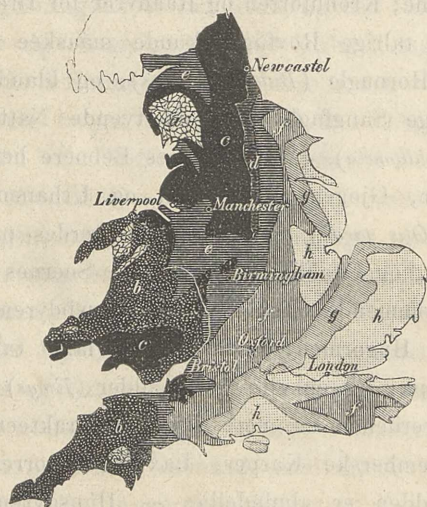 Newcastel
e
a
c
d
g
Liverpool
Manchester
e
h
b
Birmingham
f
g
h
Oxford
c
Bristol
London
h
f
b